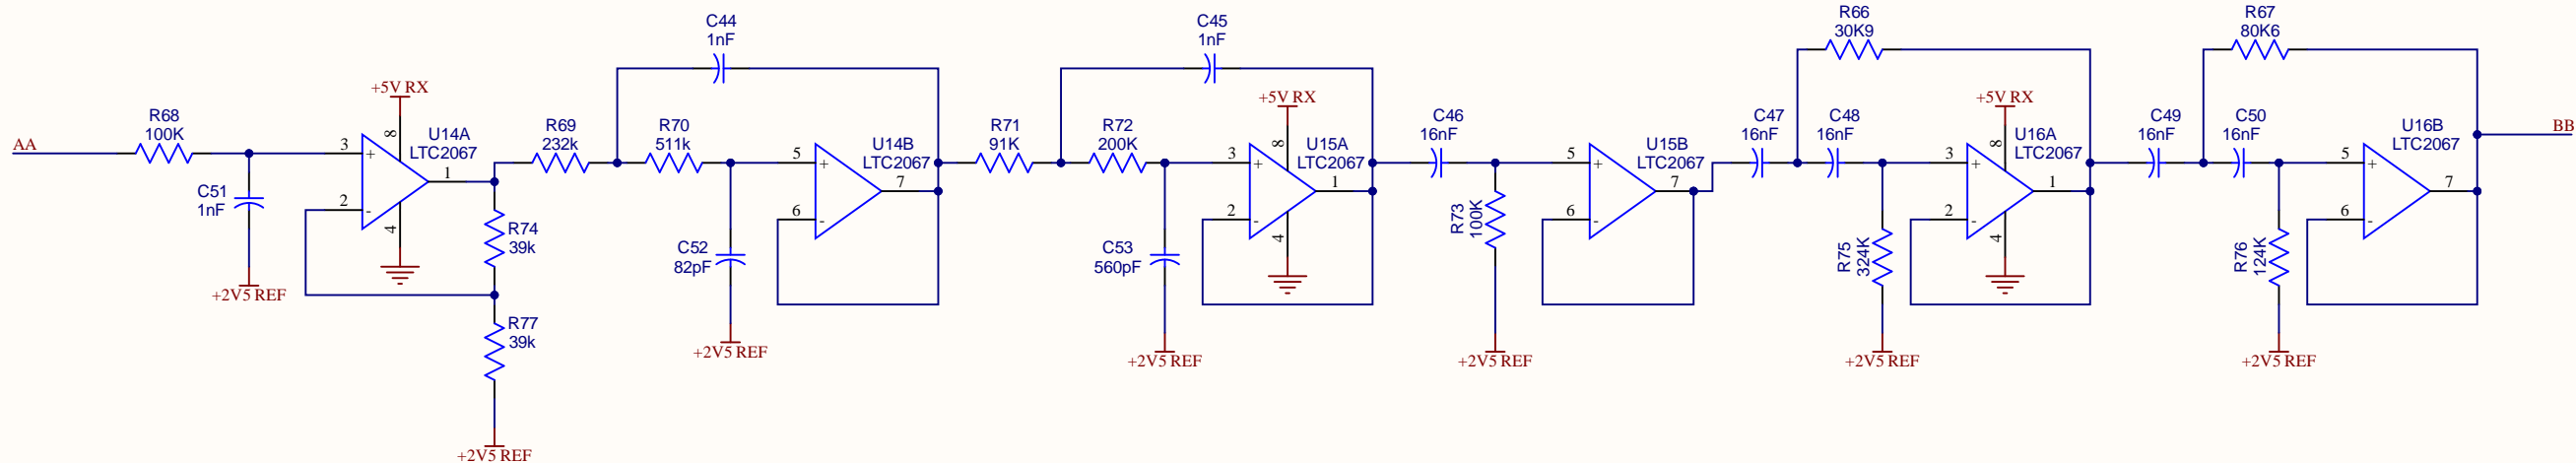 AA
R68
100K
C51
1nF
+2V5 REF
+5V RX
8
3
+
2
-
4
1
U14A
LTC2067
R74
39k
R77
39k
+2V5 REF
R69
232k
C44
1nF
R70
511k
C52
82pF
+2V5 REF
5
+
6
-
7
U14B
LTC2067
R71
91K
C45
1nF
R72
200K
C53
560pF
+2V5 REF
+5V RX
8
3
+
2
-
4
1
U15A
LTC2067
C46
16nF
R73
100K
+2V5 REF
5
+
6
-
7
U15B
LTC2067
C47
16nF
R66
30K9
C48
16nF
R75
324K
+2V5 REF
+5V RX
8
3
+
2
-
4
1
U16A
LTC2067
C49
16nF
R67
80K6
C50
16nF
R76
124K
+2V5 REF
5
+
6
-
7
U16B
LTC2067
BB